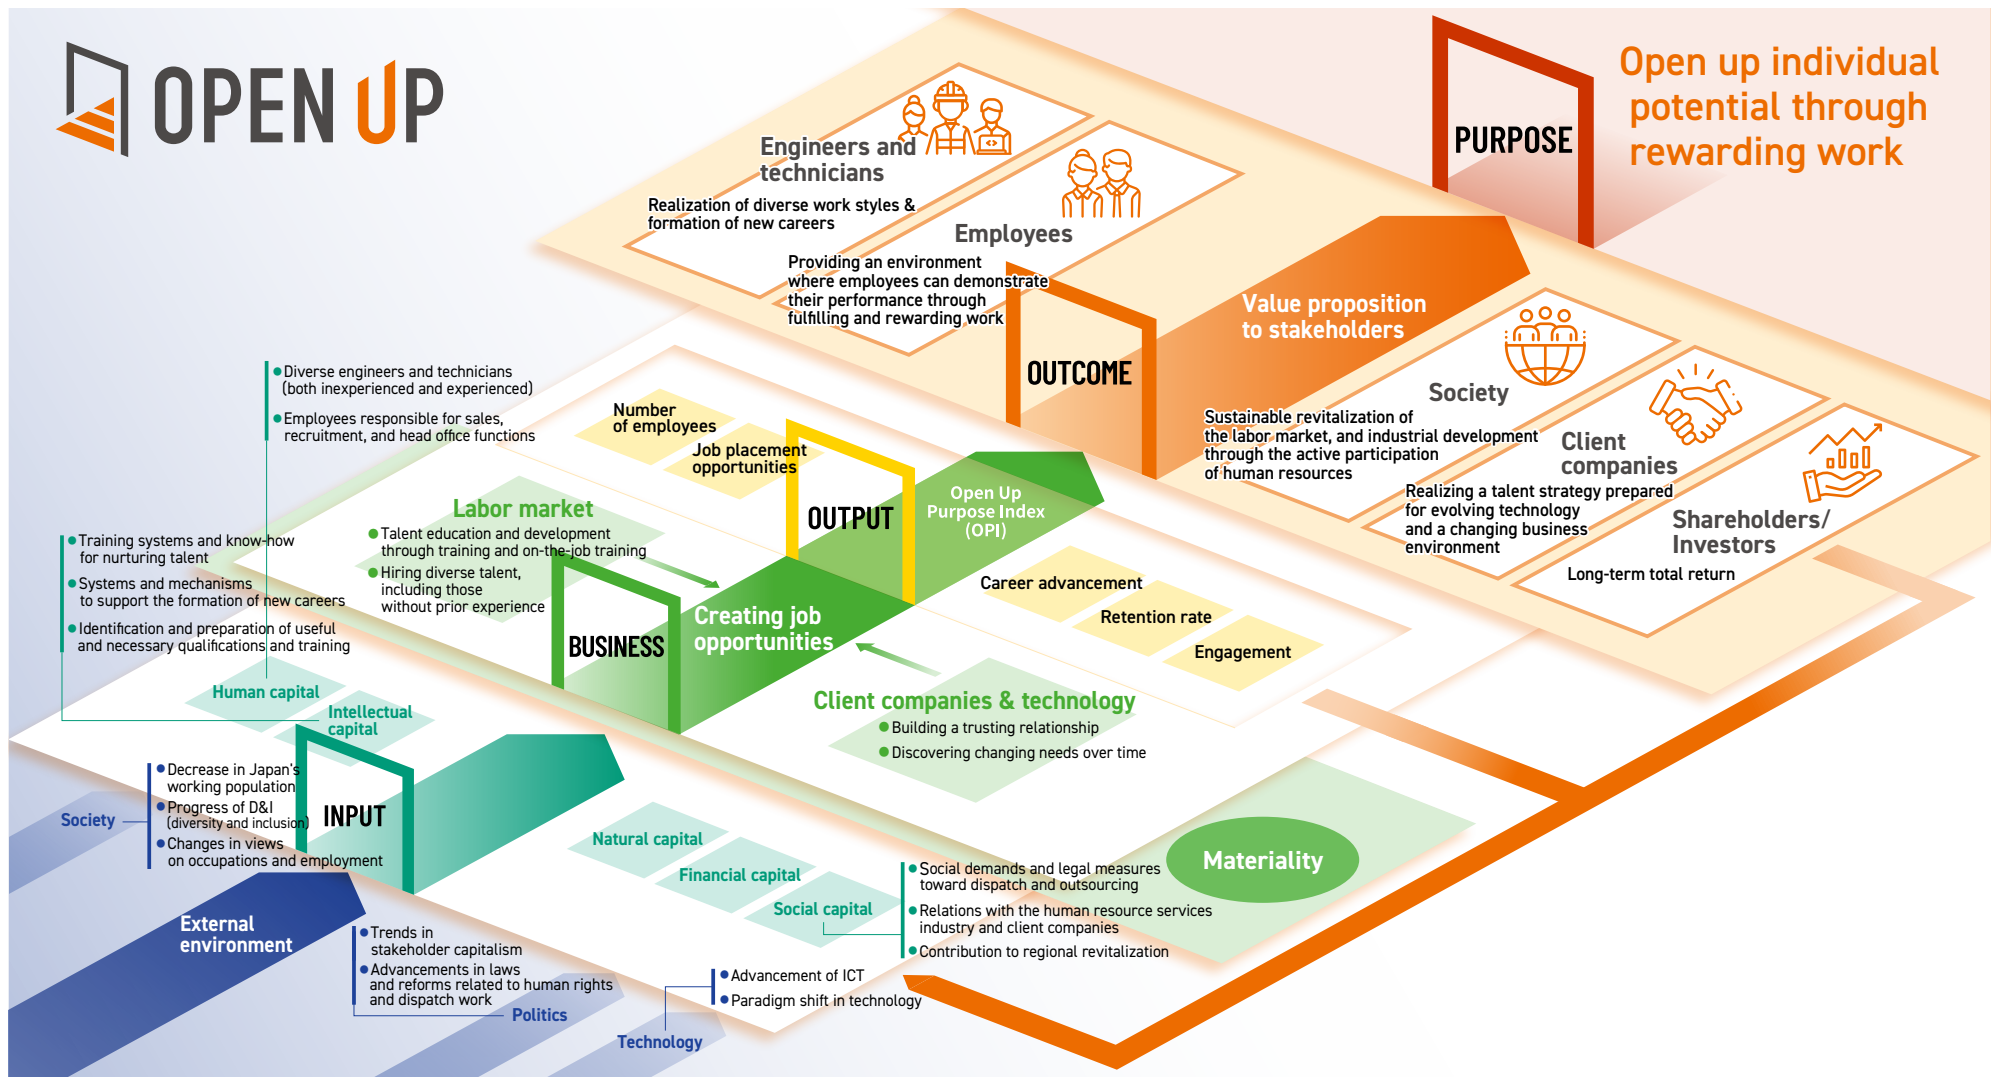 OPEN UP
PURPOSE
Open up individual
potential through
rewarding work
Engineers and
technicians
Realization of diverse work styles &
formation of new careers
Employees
Providing an environment
where employees can demonstrate
their performance through
fulfilling and rewarding work
OUTCOME
Value proposition
to stakeholders
Society
Sustainable revitalization of
the labor market, and industrial development
through the active participation
of human resources
Client
companies
Realizing a talent strategy prepared
for evolving technology
and a changing business
environment
Shareholders/
Investors
Long-term total return
Number
of employees
Job placement
opportunities
OUTPUT
Open Up
Purpose Index
(OPI)
Career advancement
Retention rate
Engagement
Labor market
● Talent education and development
through training and on-the-job training
● Hiring diverse talent,
including those
without prior experience
BUSINESS
Creating job
opportunities
Client companies & technology
● Building a trusting relationship
● Discovering changing needs over time
Materiality
● Diverse engineers and technicians
(both inexperienced and experienced)
● Employees responsible for sales,
recruitment, and head office functions
● Training systems and know-how
for nurturing talent
● Systems and mechanisms
to support the formation of new careers
● Identification and preparation of useful
and necessary qualifications and training
Human capital
Intellectual
capital
INPUT
Natural capital
Financial capital
Social capital
● Social demands and legal measures
toward dispatch and outsourcing
● Relations with the human resource services
industry and client companies
● Contribution to regional revitalization
Society
● Decrease in Japan's
working population
● Progress of D&I
(diversity and inclusion)
● Changes in views
on occupations and employment
External
environment
● Trends in
stakeholder capitalism
● Advancements in laws
and reforms related to human rights
and dispatch work
Politics
● Advancement of ICT
● Paradigm shift in technology
Technology